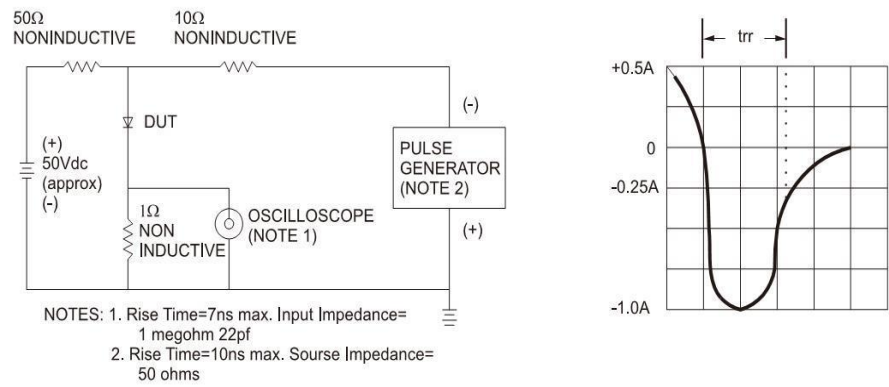 50Ω
NONINDUCTIVE
10Ω
NONINDUCTIVE
DUT
(+)
50Vdc
(approx)
(-)
1Ω
NON
INDUCTIVE
OSCILLOSCOPE
(NOTE 1)
(-)
PULSE
GENERATOR
(NOTE 2)
(+)
NOTES: 1. Rise Time=7ns max. Input Impedance=
1 megohm 22pf
2. Rise Time=10ns max. Sourse Impedance=
50 ohms
trr
+0.5A
0
-0.25A
-1.0A